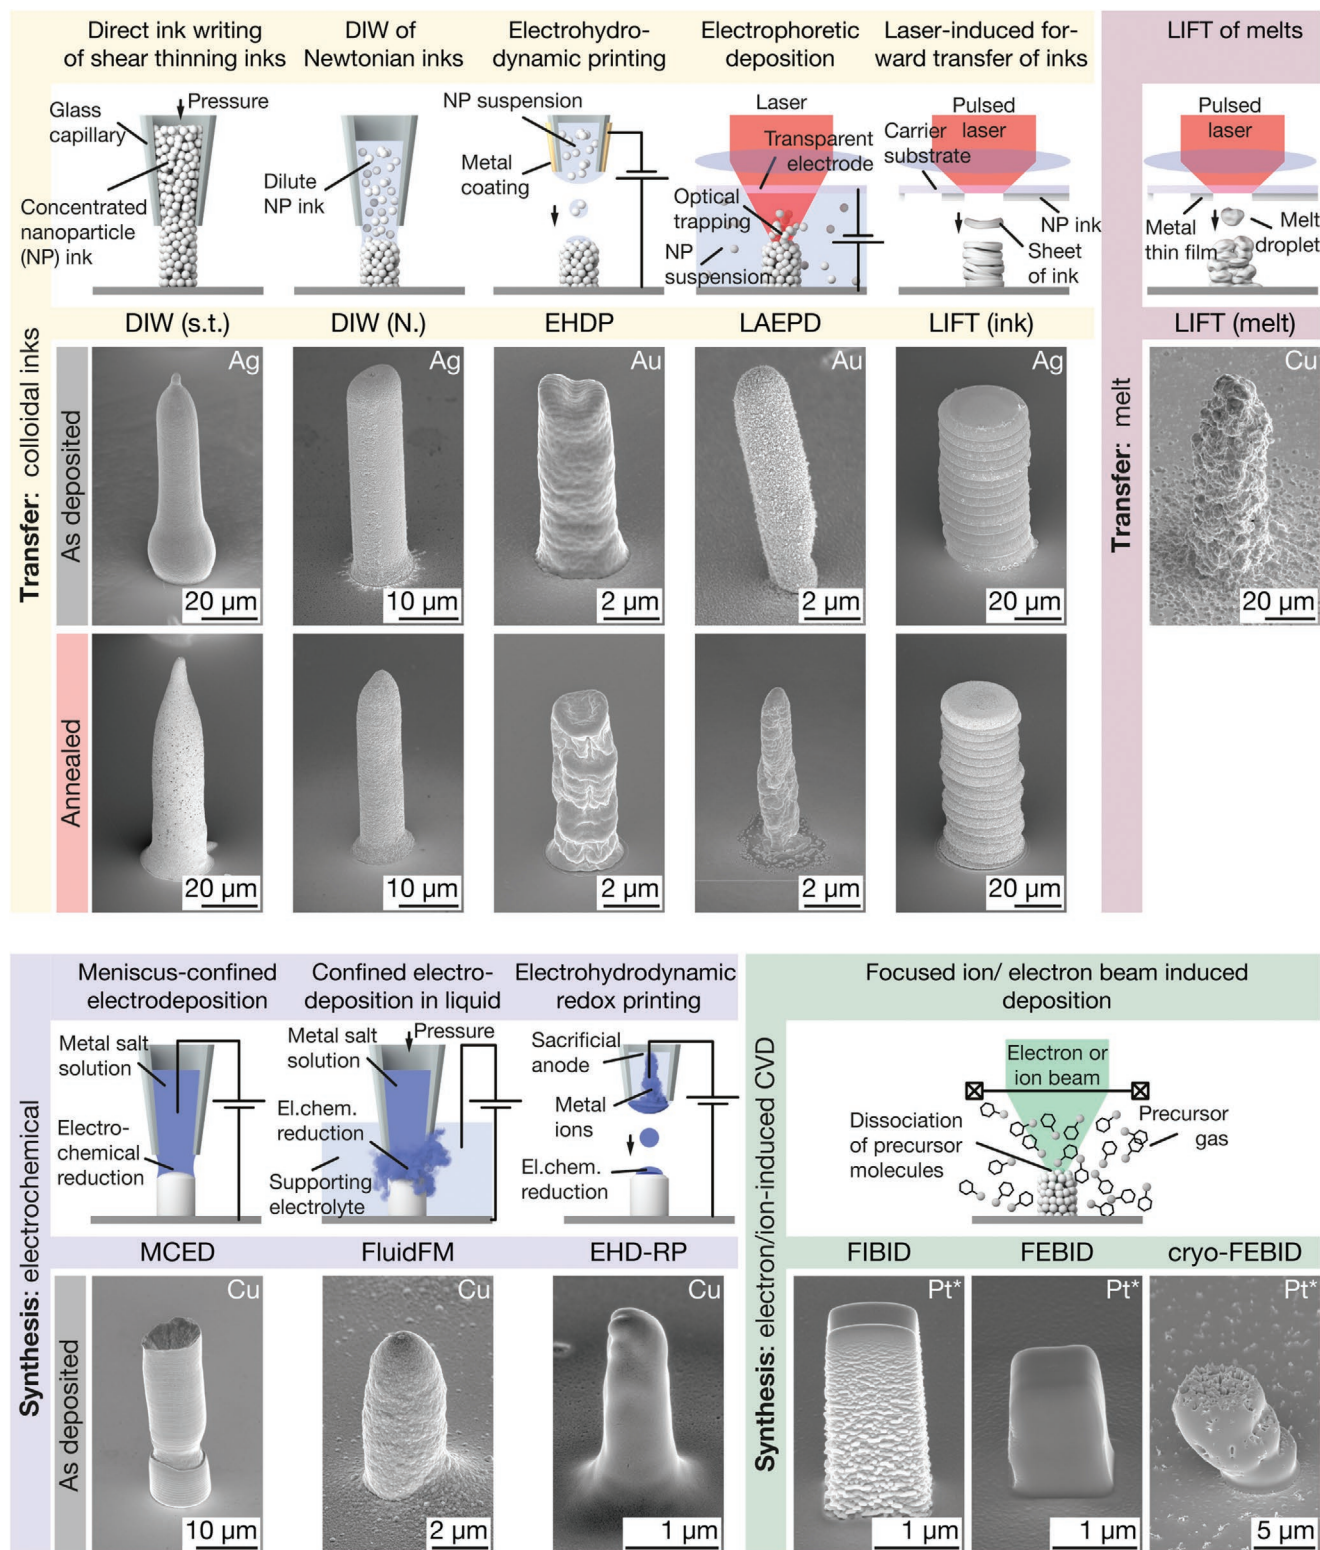 Direct ink writing
of shear thinning inks
DIW of
Newtonian inks
Electrohydro-
dynamic printing
Electrophoretic
deposition
Laser-induced for-
ward transfer of inks
LIFT of melts
Glass
capillary
Pressure
Concentrated
nanoparticle
(NP) ink
Dilute
NP ink
NP suspension
Metal
coating
Laser
Transparent
electrode
Optical
trapping
NP
suspension
Pulsed
laser
Carrier
substrate
NP ink
Sheet
of ink
Pulsed
laser
Metal
thin film
Melt
droplet
Transfer: colloidal inks
DIW (s.t.)
DIW (N.)
EHDP
LAEPD
LIFT (ink)
Transfer: melt
LIFT (melt)
As deposited
Ag
20 µm
Ag
10 µm
Au
2 µm
Au
2 µm
Ag
20 µm
Cu
20 µm
Annealed
20 µm
10 µm
2 µm
2 µm
20 µm
Synthesis: electrochemical
Meniscus-confined
electrodeposition
Confined electro-
deposition in liquid
Electrohydrodynamic
redox printing
Synthesis: electron/ion-induced CVD
Focused ion/ electron beam induced
deposition
Metal salt
solution
Electro-
chemical
reduction
Metal salt
solution
Pressure
El.chem.
reduction
Supporting
electrolyte
Sacrificial
anode
Metal
ions
El.chem.
reduction
Electron or
ion beam
Dissociation
of precursor
molecules
Precursor
gas
MCED
FluidFM
EHD-RP
FIBID
FEBID
cryo-FEBID
As deposited
Cu
10 µm
Cu
2 µm
Cu
1 µm
Pt*
1 µm
Pt*
1 µm
Pt*
5 µm